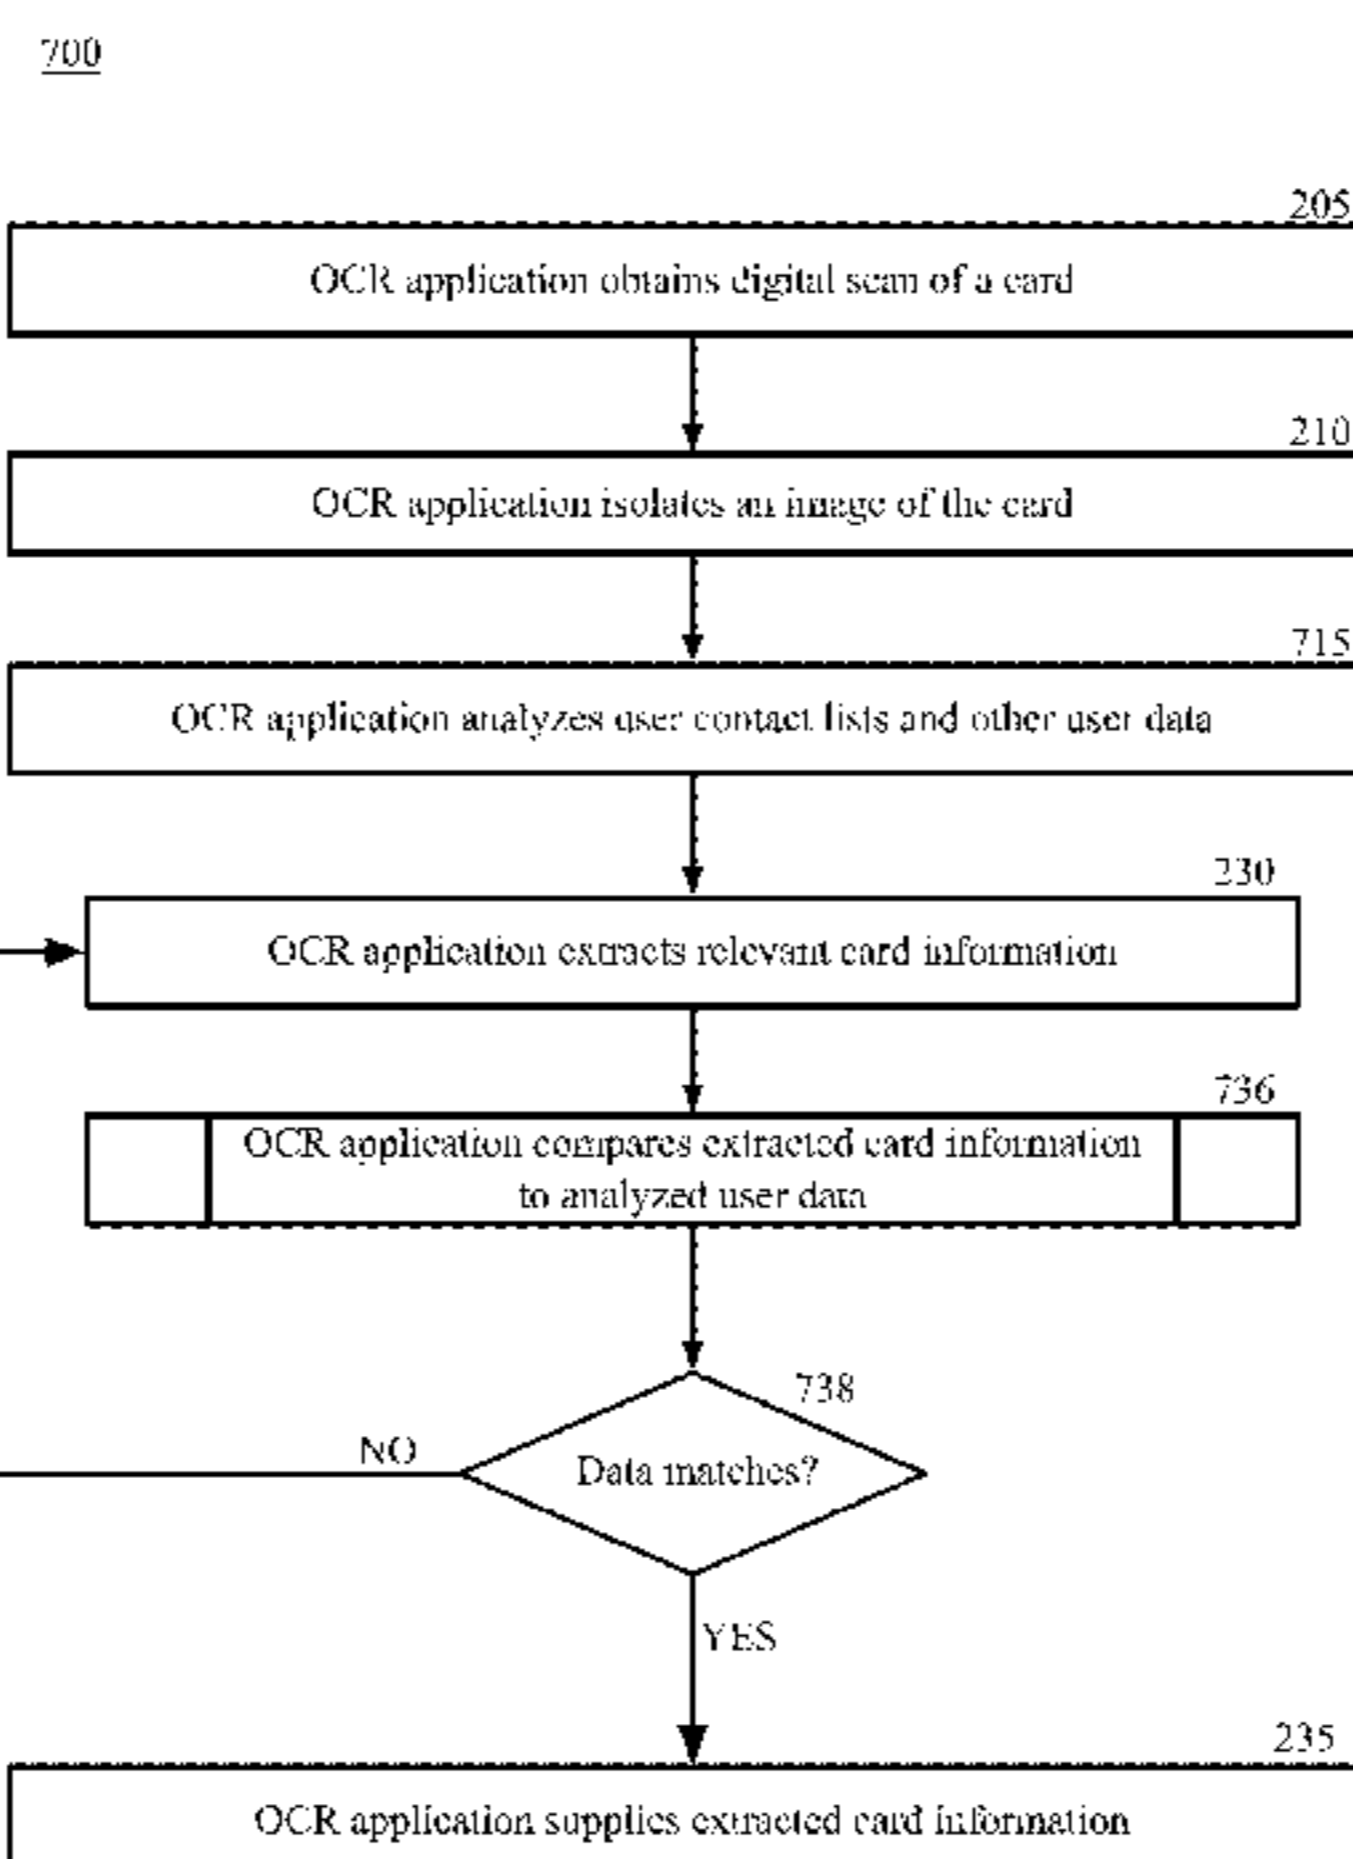 700
205
OCR application obtains digital scan of a card
210
OCR application isolates an image of the card
715
OCR application analyzes user contact lists and other user data
230
OCR application extracts relevant card information
736
OCR application compares extracted card information
to analyzed user data
738
Data matches?
NO
YES
235
OCR application supplies extracted card information